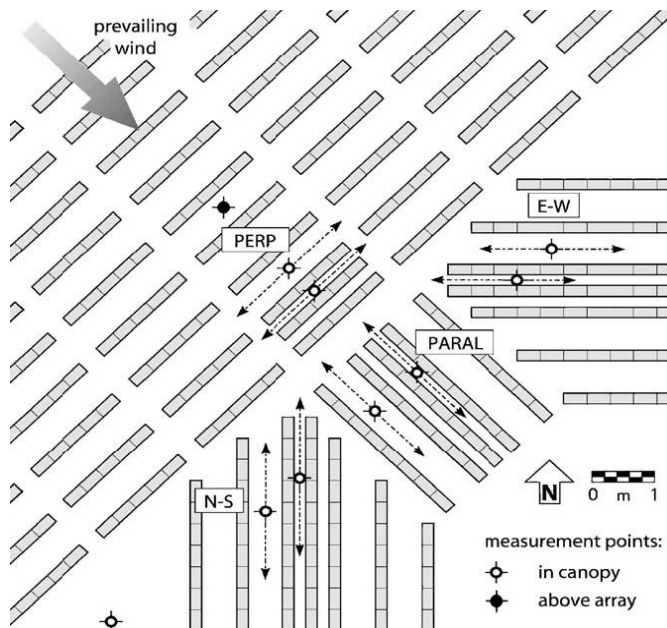 prevailing
wind
E-W
PERP
PARAL
N-S
N
0 m 1
measurement points:
in canopy
above array